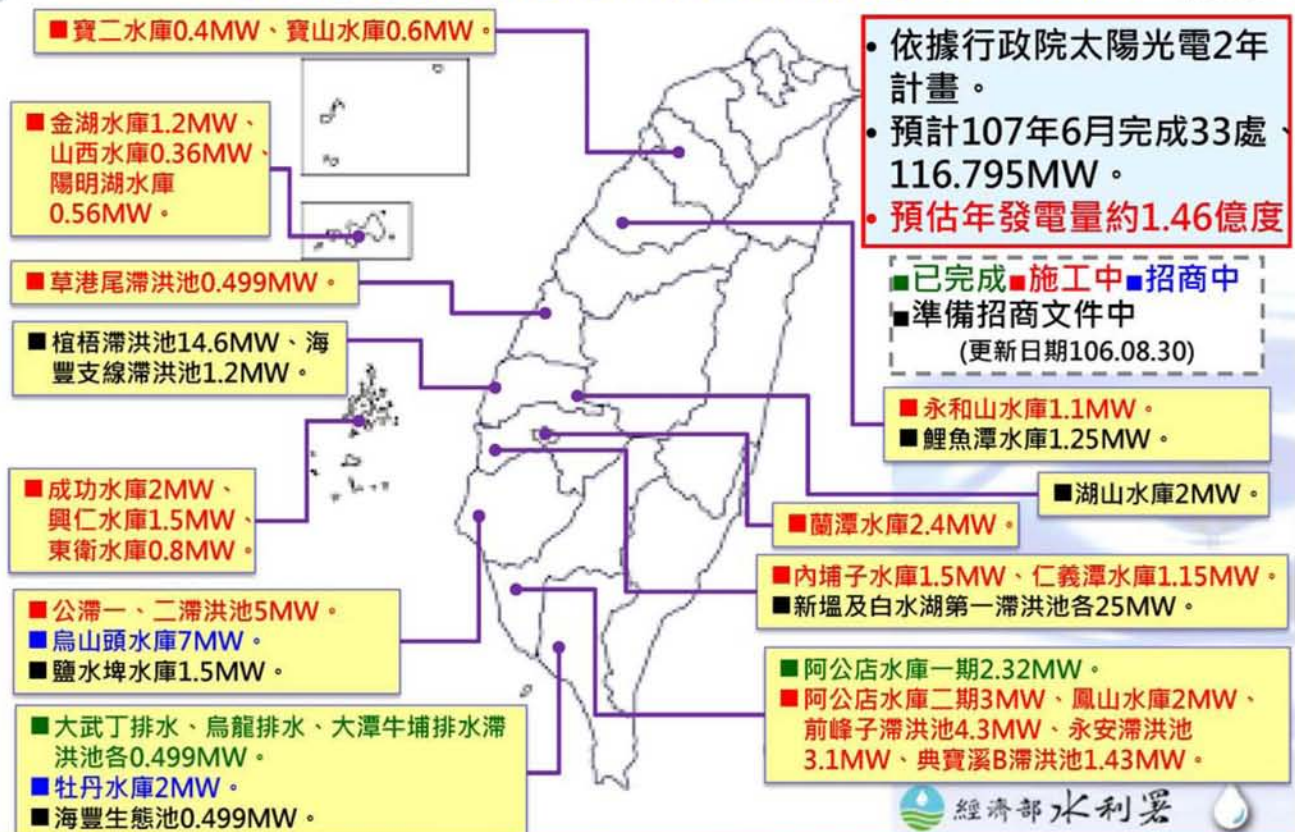 ■寶二水庫0.4MW、寶山水庫0.6MW。
• 依據行政院太陽光電2年
計畫。
• 預計107年6月完成33處、
116.795MW。
• 預估年發電量約1.46億度
■金湖水庫1.2MW、
山西水庫0.36MW、
陽明湖水庫
0.56MW。
■草港尾滯洪池0.499MW。
■已完成■施工中■招商中
■準備招商文件中
(更新日期106.08.30)
■植梧滯洪池14.6MW、海
豐支線滯洪池1.2MW。
■永和山水庫1.1MW。
■鯉魚潭水庫1.25MW。
■湖山水庫2MW。
■成功水庫2MW、
興仁水庫1.5MW、
東衛水庫0.8MW。
■蘭潭水庫2.4MW。
■內埔子水庫1.5MW、仁義潭水庫1.15MW。
■新塭及白水湖第一滯洪池各25MW。
■公滯一、二滯洪池5MW。
■烏山頭水庫7MW。
■鹽水埤水庫1.5MW。
■阿公店水庫一期2.32MW。
■阿公店水庫二期3MW、鳳山水庫2MW、
前峰子滯洪池4.3MW、永安滯洪池
3.1MW、典寶溪B滯洪池1.43MW。
■大武丁排水、烏龍排水、大潭牛埔排水滯
洪池各0.499MW。
■牡丹水庫2MW。
■海豐生態池0.499MW。
經濟部水利署